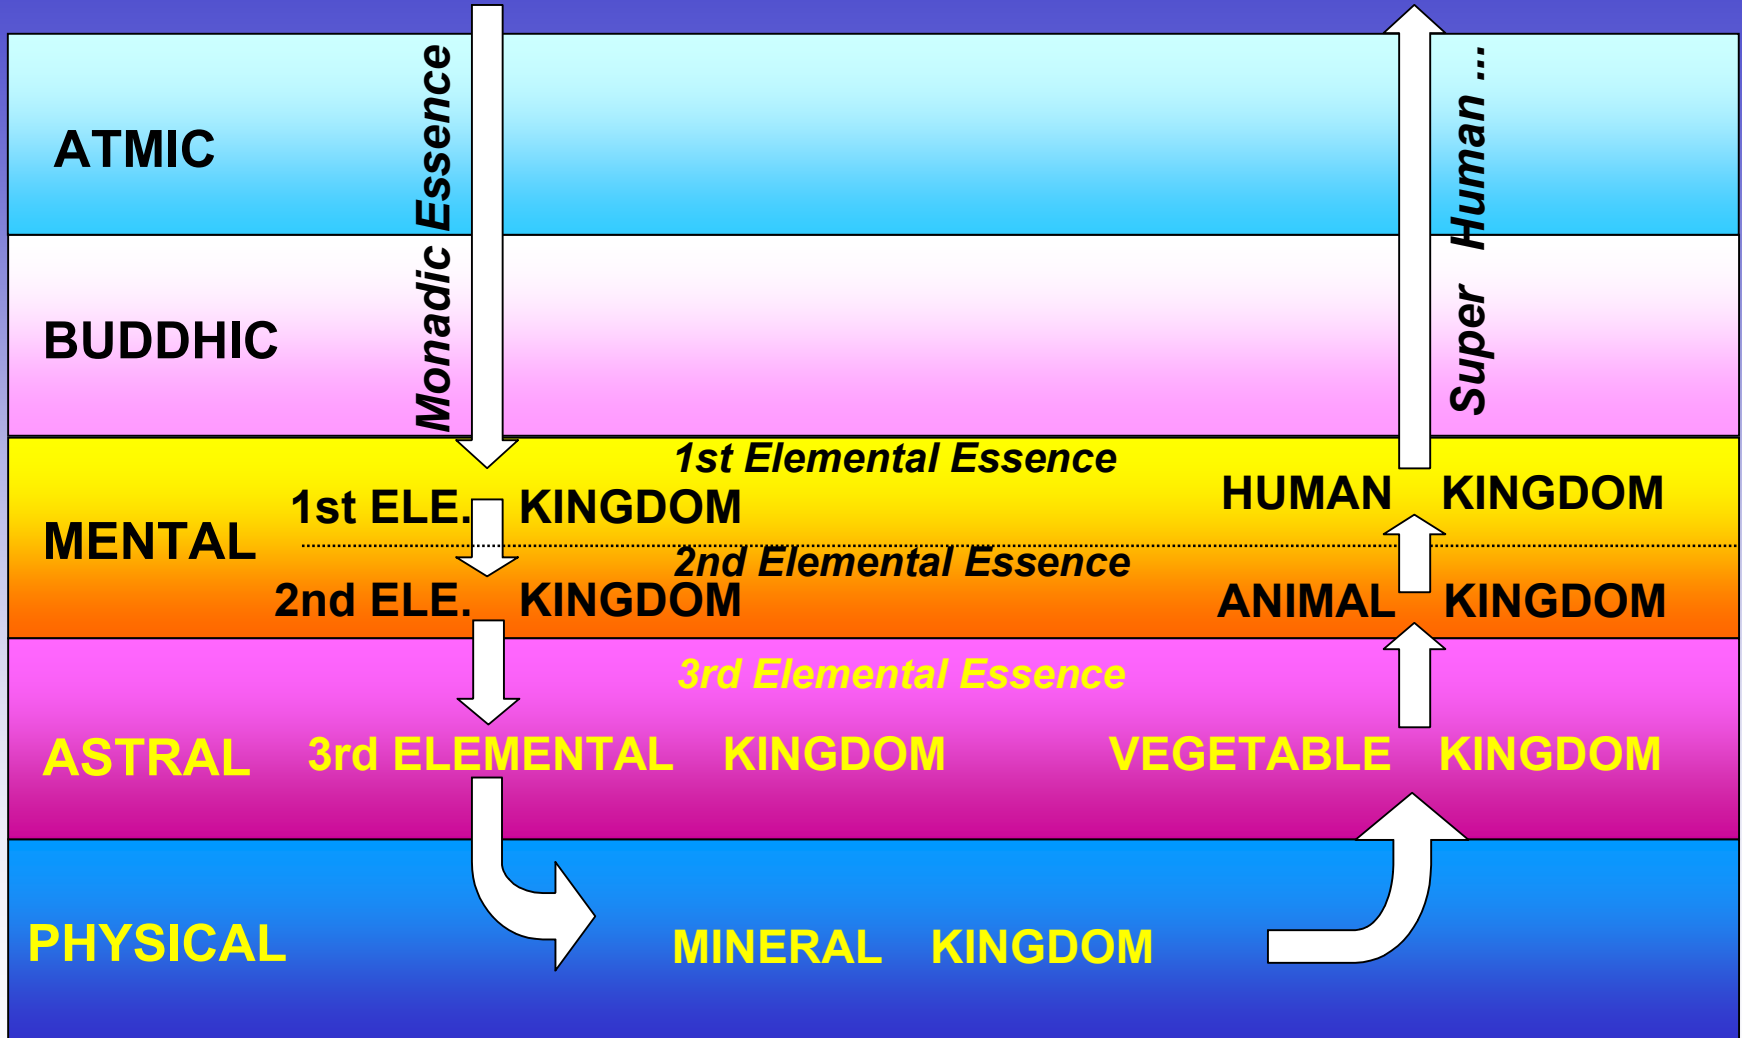 Monadic Essence
Super Human ...
ATMIC
BUDDHIC
MENTAL
1st Elemental Essence
1st ELE. KINGDOM
HUMAN KINGDOM
2nd Elemental Essence
2nd ELE. KINGDOM
ANIMAL KINGDOM
3rd Elemental Essence
ASTRAL
3rd ELEMENTAL KINGDOM
VEGETABLE KINGDOM
PHYSICAL
MINERAL KINGDOM